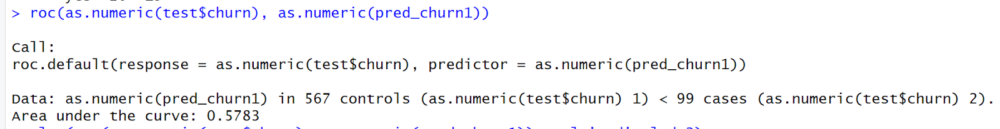 > roc(as.numeric(test$churn), as.numeric(pred_churn1))
Call:
roc.default(response = as.numeric(test$churn), predictor = as.numeric(pred_churn1))
Data: as.numeric(pred_churn1) in 567 controls (as.numeric(test$churn) 1) < 99 cases (as.numeric(test$churn) 2).
Area under the curve: 0.5783